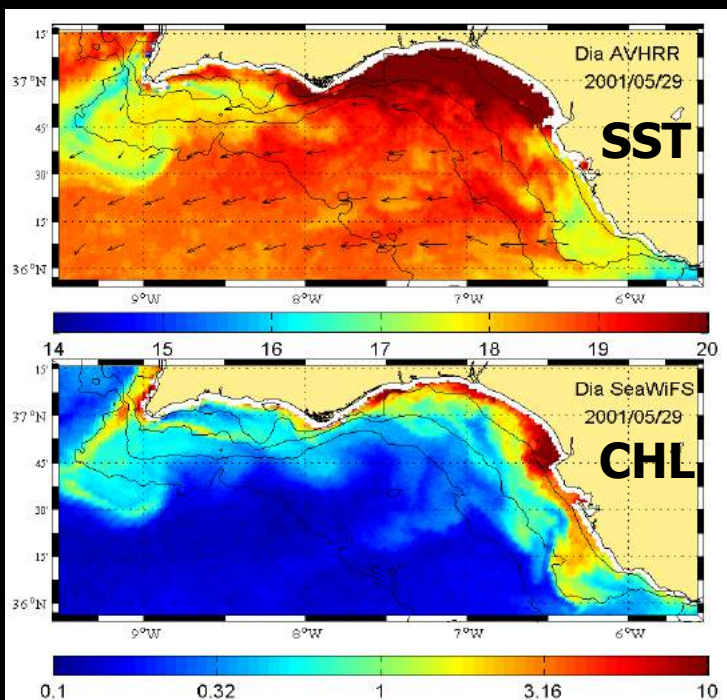 15'
37°N
45'
30'
15'
36°N
Dia AVHRR
2001/05/29
SST
9°W 8°W 7°W 6°W
14 15 16 17 18 19 20
15'
37°N
45'
30'
15'
36°N
Dia SeaWiFS
2001/05/29
CHL
9°W 8°W 7°W 6°W
0.1 0.32 1 3.16 10